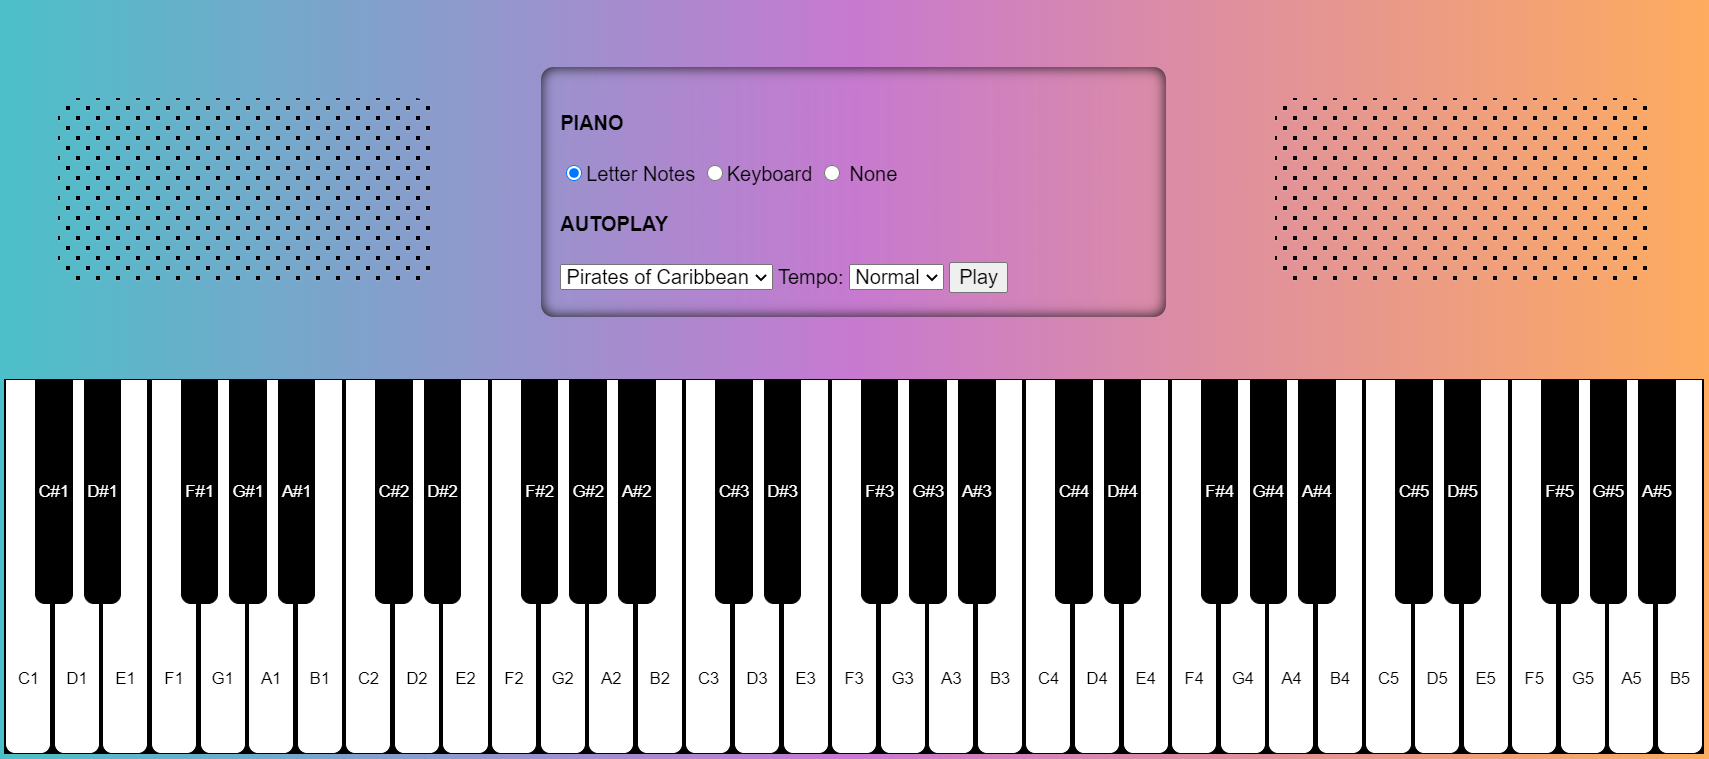 PIANO
Letter Notes Keyboard None
AUTOPLAY
Pirates of Caribbean Tempo: Normal Play
C#1 D#1 F#1 G#1 A#1 C#2 D#2 F#2 G#2 A#2 C#3 D#3 F#3 G#3 A#3 C#4 D#4 F#4 G#4 A#4 C#5 D#5 F#5 G#5 A#5
C1 D1 E1 F1 G1 A1 B1 C2 D2 E2 F2 G2 A2 B2 C3 D3 E3 F3 G3 A3 B3 C4 D4 E4 F4 G4 A4 B4 C5 D5 E5 F5 G5 A5 B5